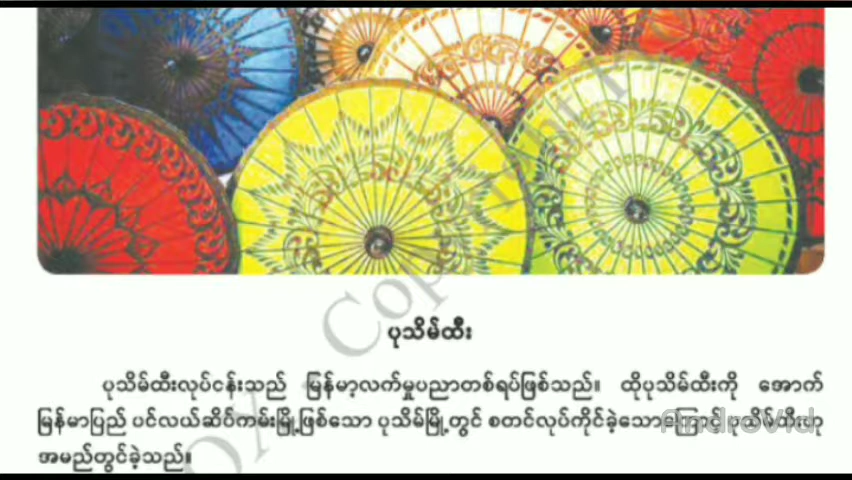 ပုသိမ်ထီး
ပုသိမ်ထီးလုပ်ငန်းသည် မြန်မာ့လက်မှုပညာတစ်ရပ်ဖြစ်သည်။ ထိုပုသိမ်ထီးကို အောက်
မြန်မာပြည် ပင်လယ်ဆိပ်ကမ်းမြို့ဖြစ်သော ပုသိမ်မြို့တွင် စတင်လုပ်ကိုင်ခဲ့သောကြောင့် ပုသိမ်ထီးဟု
အမည်တွင်ခဲ့သည်။
AndroVid